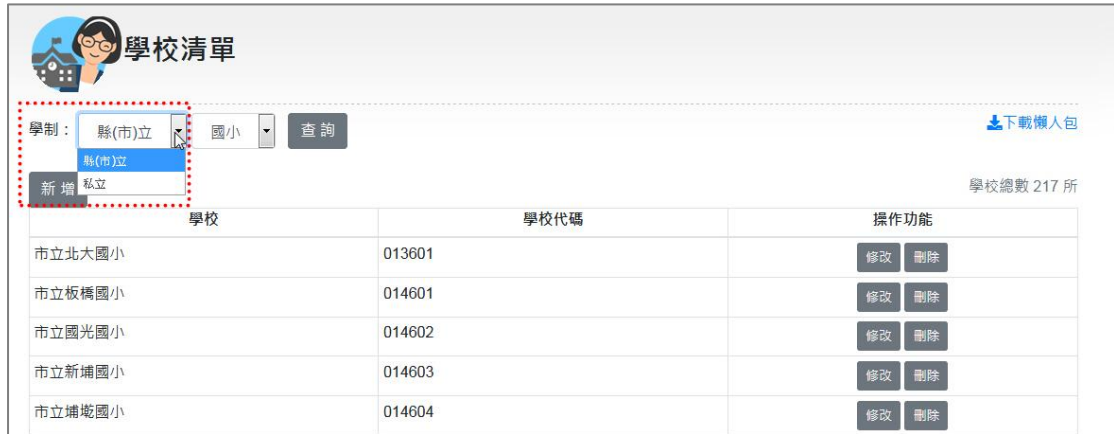 學校清單
學制： 縣(市)立 國小 查詢 下載懶人包
縣(市)立
私立
新增 學校總數 217 所
學校 學校代碼 操作功能
市立北大國小 013601 修改 刪除
市立板橋國小 014601 修改 刪除
市立國光國小 014602 修改 刪除
市立新埔國小 014603 修改 刪除
市立埔墘國小 014604 修改 刪除